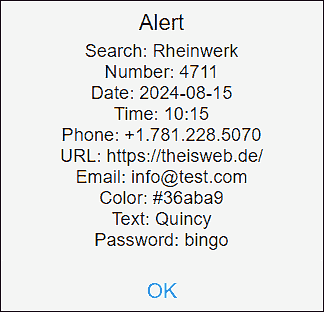 Alert
Search: Rheinwerk
Number: 4711
Date: 2024-08-15
Time: 10:15
Phone: +1.781.228.5070
URL: https://theisweb.de/
Email: info@test.com
Color: #36aba9
Text: Quincy
Password: bingo
OK